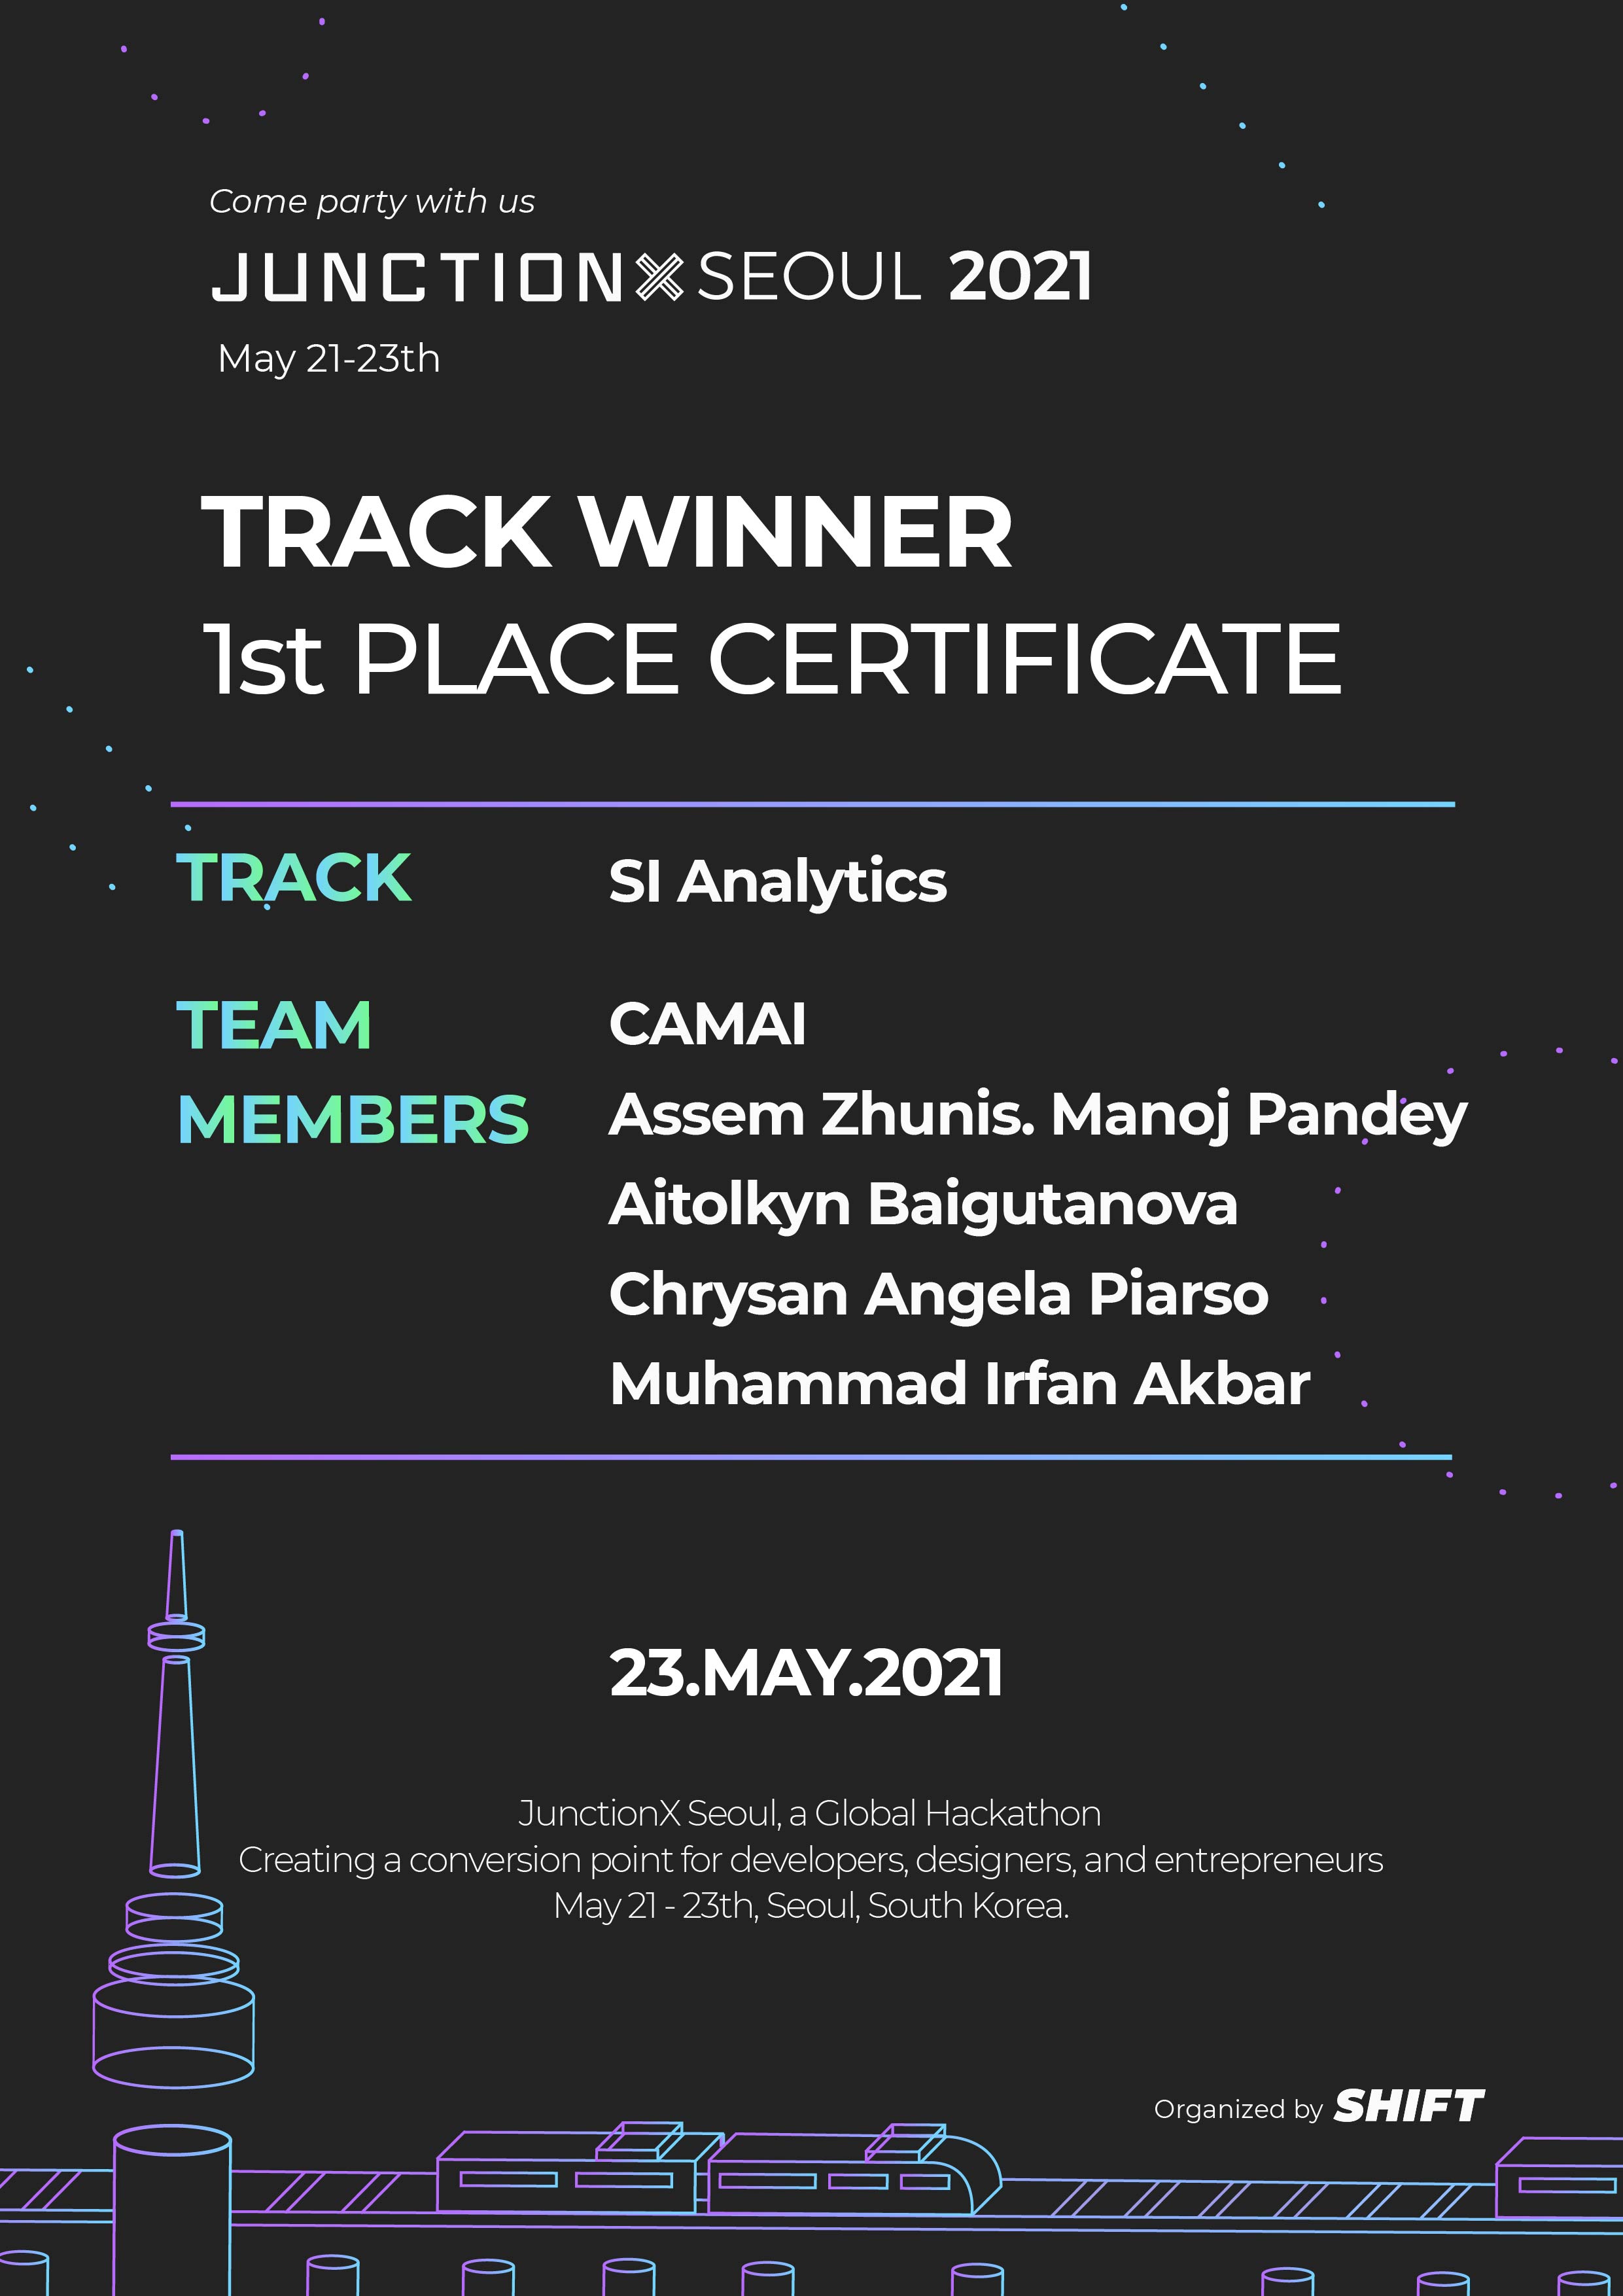 Come party with us
JUNCTIONX SEOUL 2021
May 21-23th
TRACK WINNER
1st PLACE CERTIFICATE
TRACK SI Analytics
TEAM CAMAI
MEMBERS Assem Zhunis. Manoj Pandey
Aitolkyn Baigutanova
Chrysan Angela Piarso
Muhammad Irfan Akbar
23.MAY.2021
JunctionX Seoul, a Global Hackathon
Creating a conversion point for developers, designers, and entrepreneurs
May 21 - 23th, Seoul, South Korea.
Organized by SHIFT